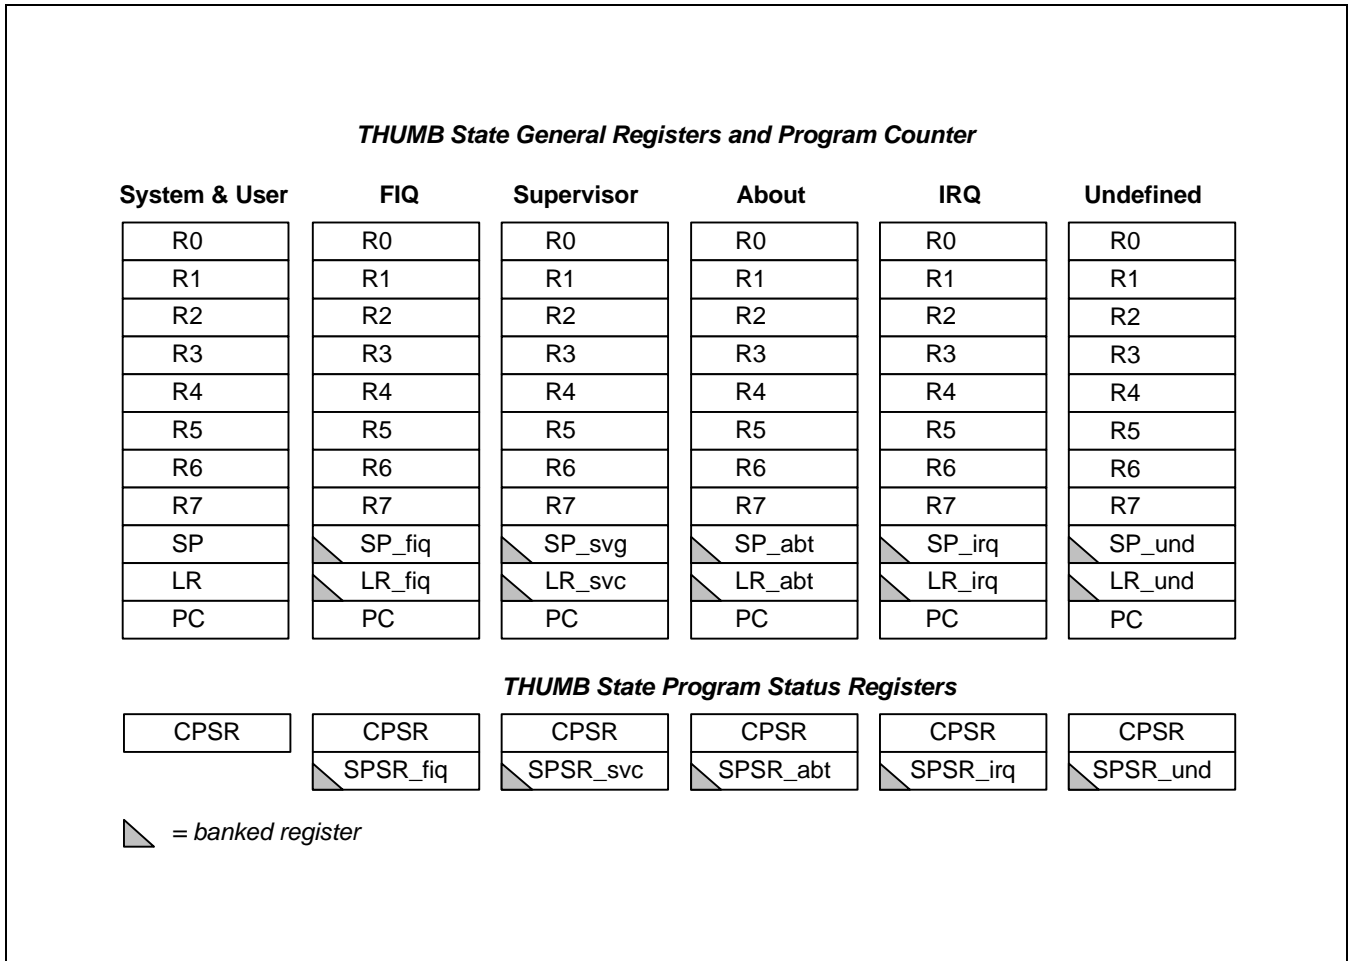 THUMB State General Registers and Program Counter
System & User FIQ Supervisor About IRQ Undefined
R0 R0 R0 R0 R0 R0
R1 R1 R1 R1 R1 R1
R2 R2 R2 R2 R2 R2
R3 R3 R3 R3 R3 R3
R4 R4 R4 R4 R4 R4
R5 R5 R5 R5 R5 R5
R6 R6 R6 R6 R6 R6
R7 R7 R7 R7 R7 R7
SP SP_fiq SP_svg SP_abt SP_irq SP_und
LR LR_fiq LR_svc LR_abt LR_irq LR_und
PC PC PC PC PC PC
THUMB State Program Status Registers
CPSR CPSR CPSR CPSR CPSR CPSR
SPSR_fiq SPSR_svc SPSR_abt SPSR_irq SPSR_und
= banked register